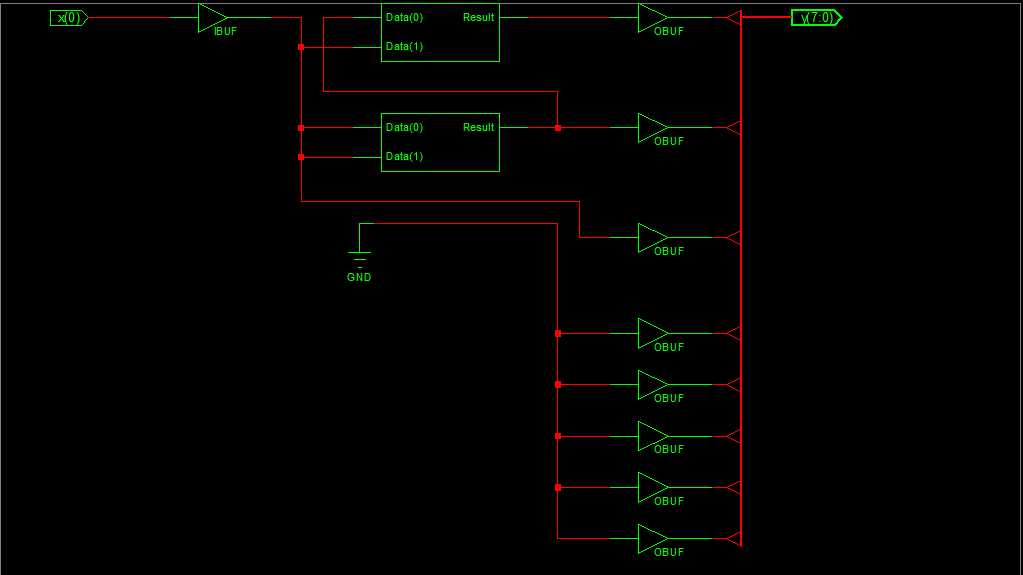 x(0)
IBUF
Data(0) Result
Data(1)
OBUF
y(7:0)
Data(0) Result
Data(1)
OBUF
OBUF
GND
OBUF
OBUF
OBUF
OBUF
OBUF